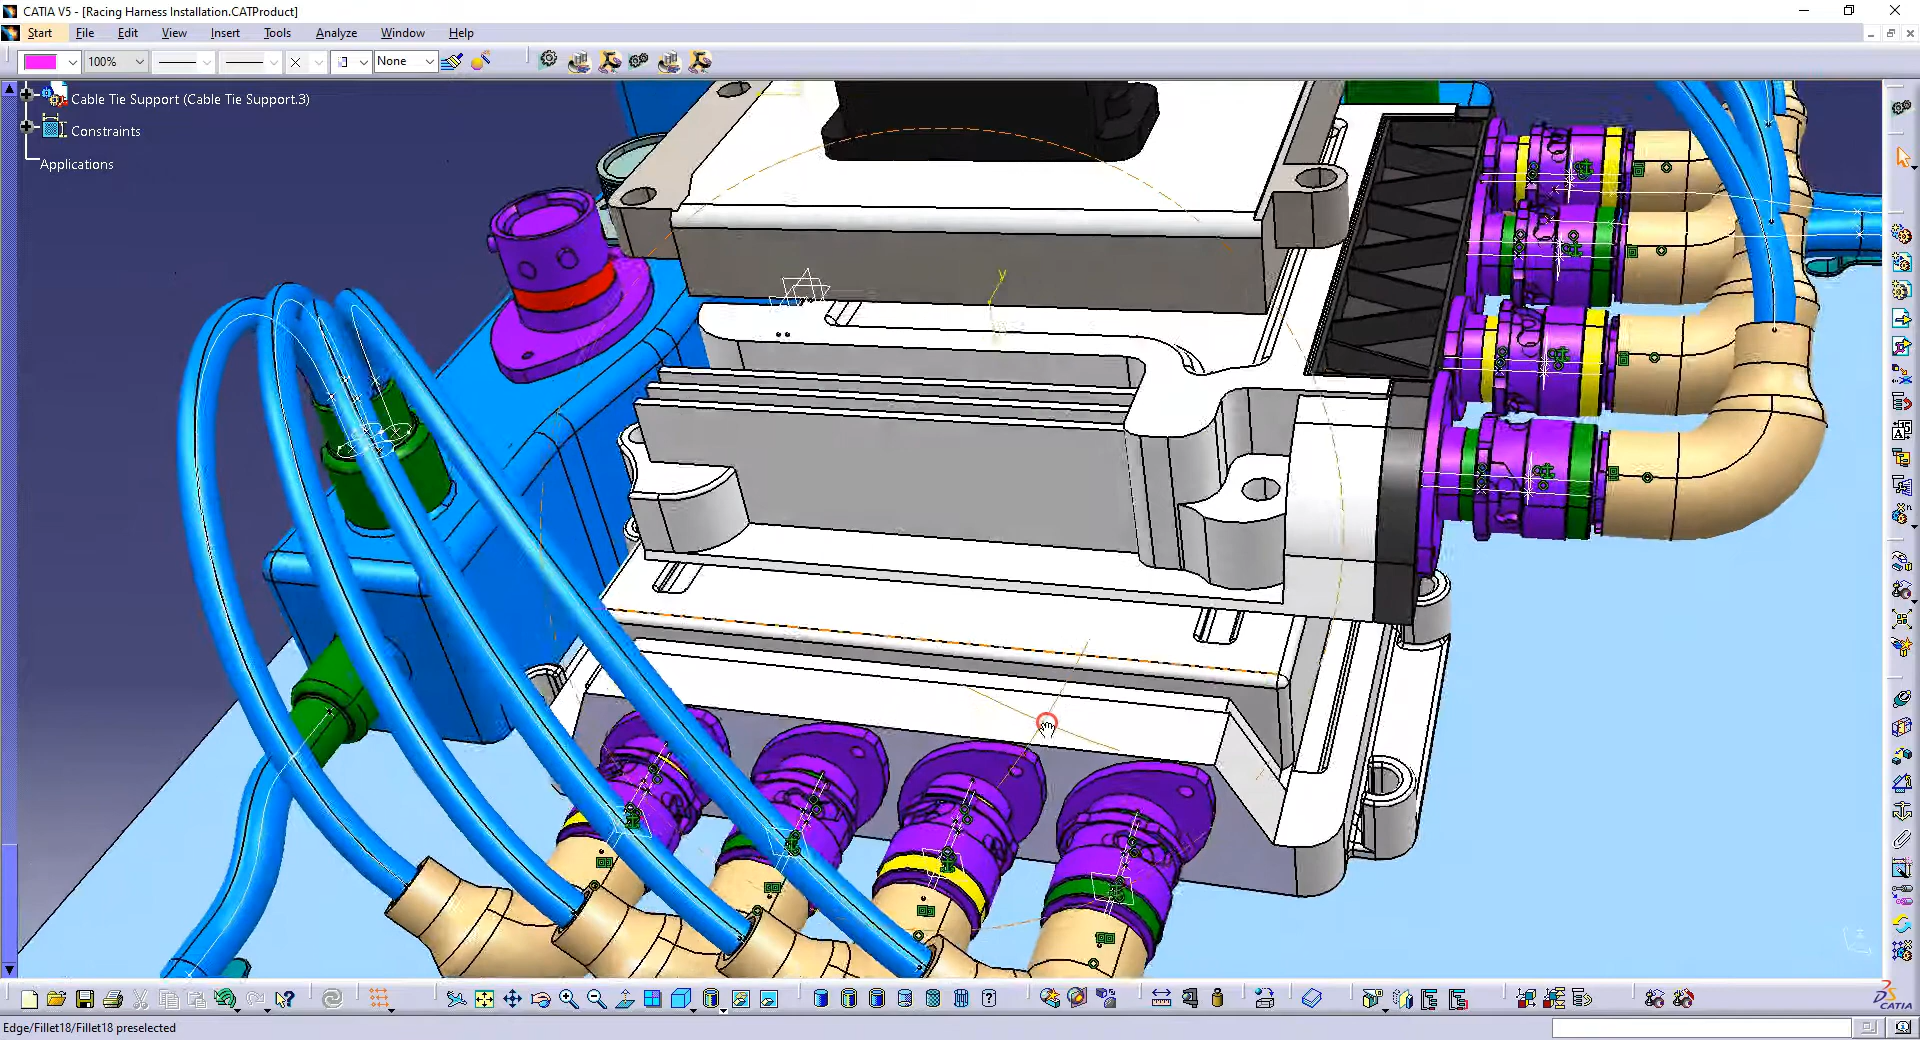 CATIA V5 - [Racing Harness Installation.CATProduct]
Start File Edit View Insert Tools Analyze Window Help
100% None
Cable Tie Support (Cable Tie Support.3)
Constraints
Applications
y
CATIA
Edge/Fillet18/Fillet18 preselected